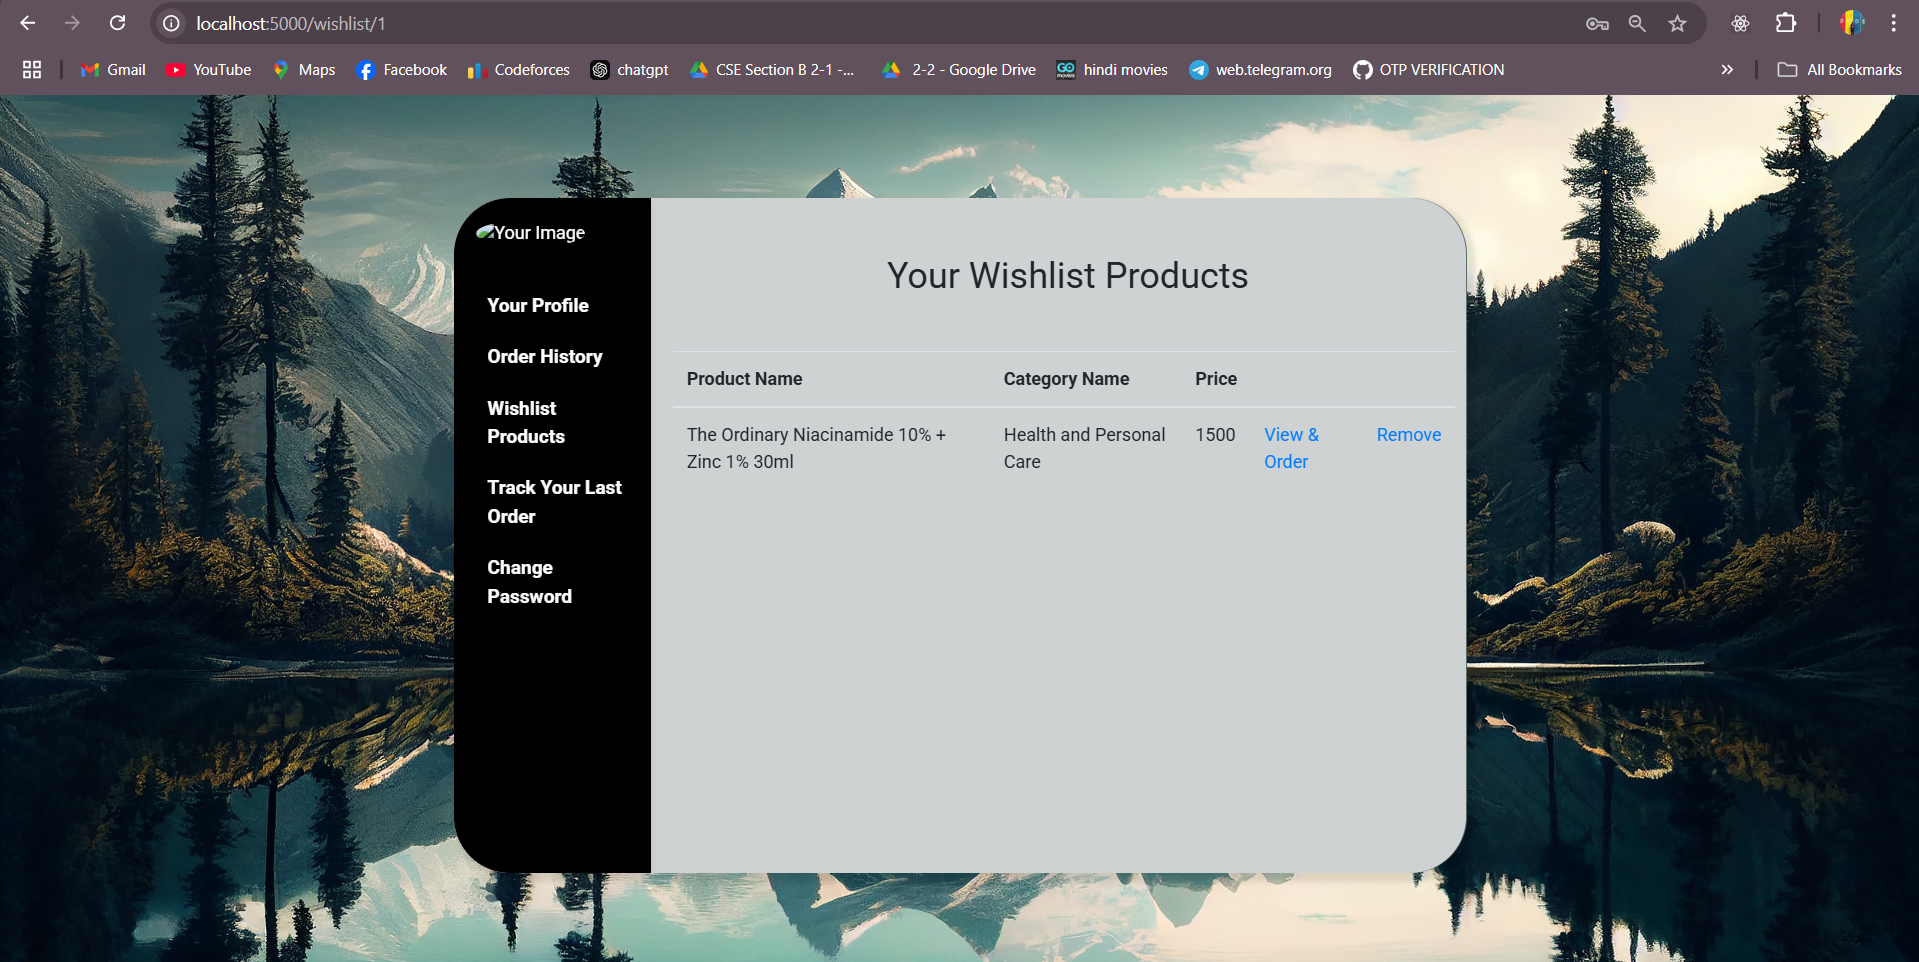 localhost:5000/wishlist/1
Gmail YouTube Maps Facebook Codeforces chatgpt CSE Section B 2-1 -... 2-2 - Google Drive GO movies hindi movies web.telegram.org OTP VERIFICATION All Bookmarks
Your Image
Your Profile
Order History
Wishlist
Products
Track Your Last
Order
Change
Password
Your Wishlist Products
Product Name Category Name Price
The Ordinary Niacinamide 10% + Health and Personal 1500 View & Remove
Zinc 1% 30ml Care Order